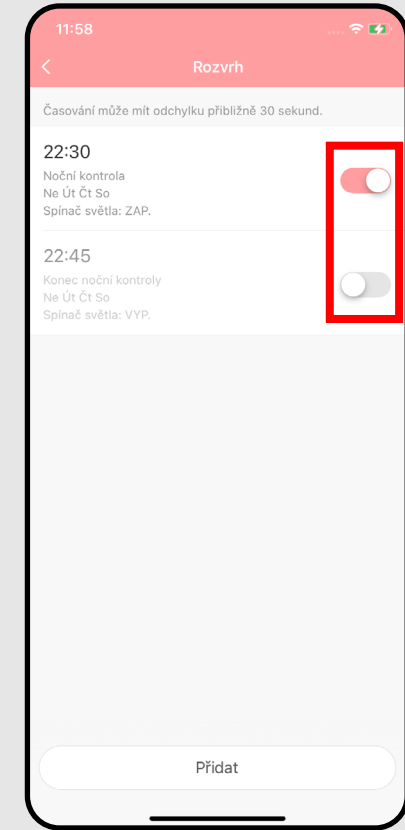 11:58
Rozvrh
Časování může mít odchylku přibližně 30 sekund.
22:30
Noční kontrola
Ne Út Čt So
Spínač světla: ZAP.
22:45
Konec noční kontroly
Ne Út Čt So
Spínač světla: VYP.
Přidat